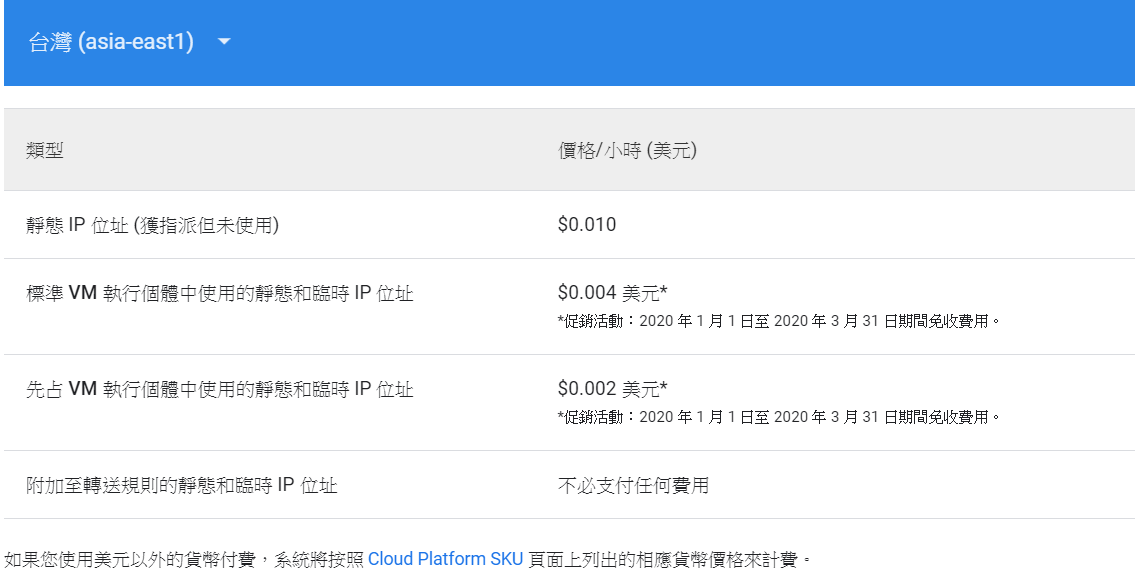 台灣 (asia-east1)
類型 價格/小時 (美元)
靜態 IP 位址 (獲指派但未使用) $0.010
標準 VM 執行個體中使用的靜態和臨時 IP 位址 $0.004 美元*
*促銷活動：2020 年 1 月 1 日至 2020 年 3 月 31 日期間免收費用。
先占 VM 執行個體中使用的靜態和臨時 IP 位址 $0.002 美元*
*促銷活動：2020 年 1 月 1 日至 2020 年 3 月 31 日期間免收費用。
附加至轉送規則的靜態和臨時 IP 位址 不必支付任何費用
如果您使用美元以外的貨幣付費，系統將按照 Cloud Platform SKU 頁面上列出的相應貨幣價格來計費。